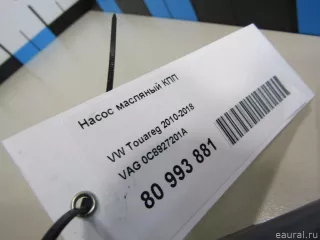 Насос масляный КПП
VW Touareg 2010-2018
VAG 0C8927201A
80 993 881
eaural.ru